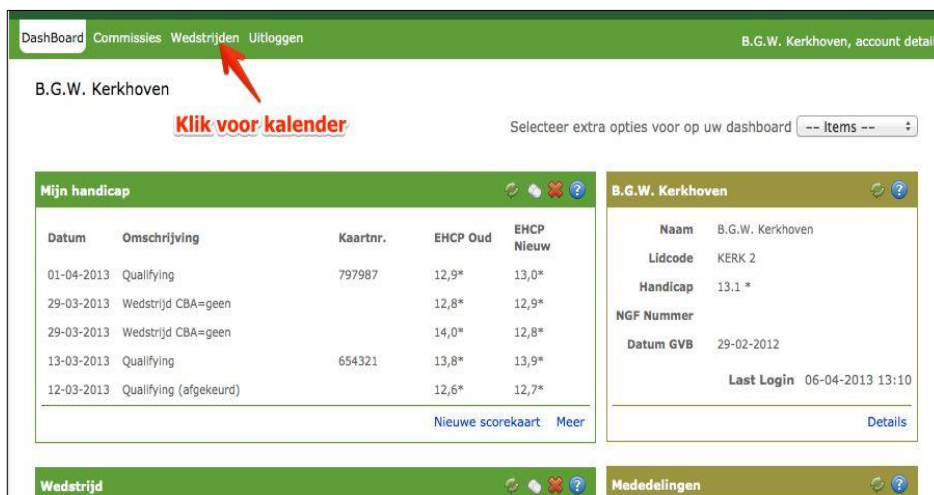 DashBoard Commissies Wedstrijden Uitloggen
B.G.W. Kerkhoven, account detail
B.G.W. Kerkhoven
Klik voor kalender
Selecteer extra opties voor op uw dashboard -- Items --
Mijn handicap
Datum Omschrijving Kaartnr. EHCP Oud EHCP Nieuw
01-04-2013 Qualifying 797987 12,9* 13,0*
29-03-2013 Wedstrijd CBA=geen 12,8* 12,9*
29-03-2013 Wedstrijd CBA=geen 14,0* 12,8*
13-03-2013 Qualifying 654321 13,8* 13,9*
12-03-2013 Qualifying (afgekeurd) 12,6* 12,7*
Nieuwe scorekaart Meer
B.G.W. Kerkhoven
Naam B.G.W. Kerkhoven
Lidcode KERK 2
Handicap 13.1 *
NGF Nummer
Datum GVB 29-02-2012
Last Login 06-04-2013 13:10
Details
Wedstrijd
Mededelingen